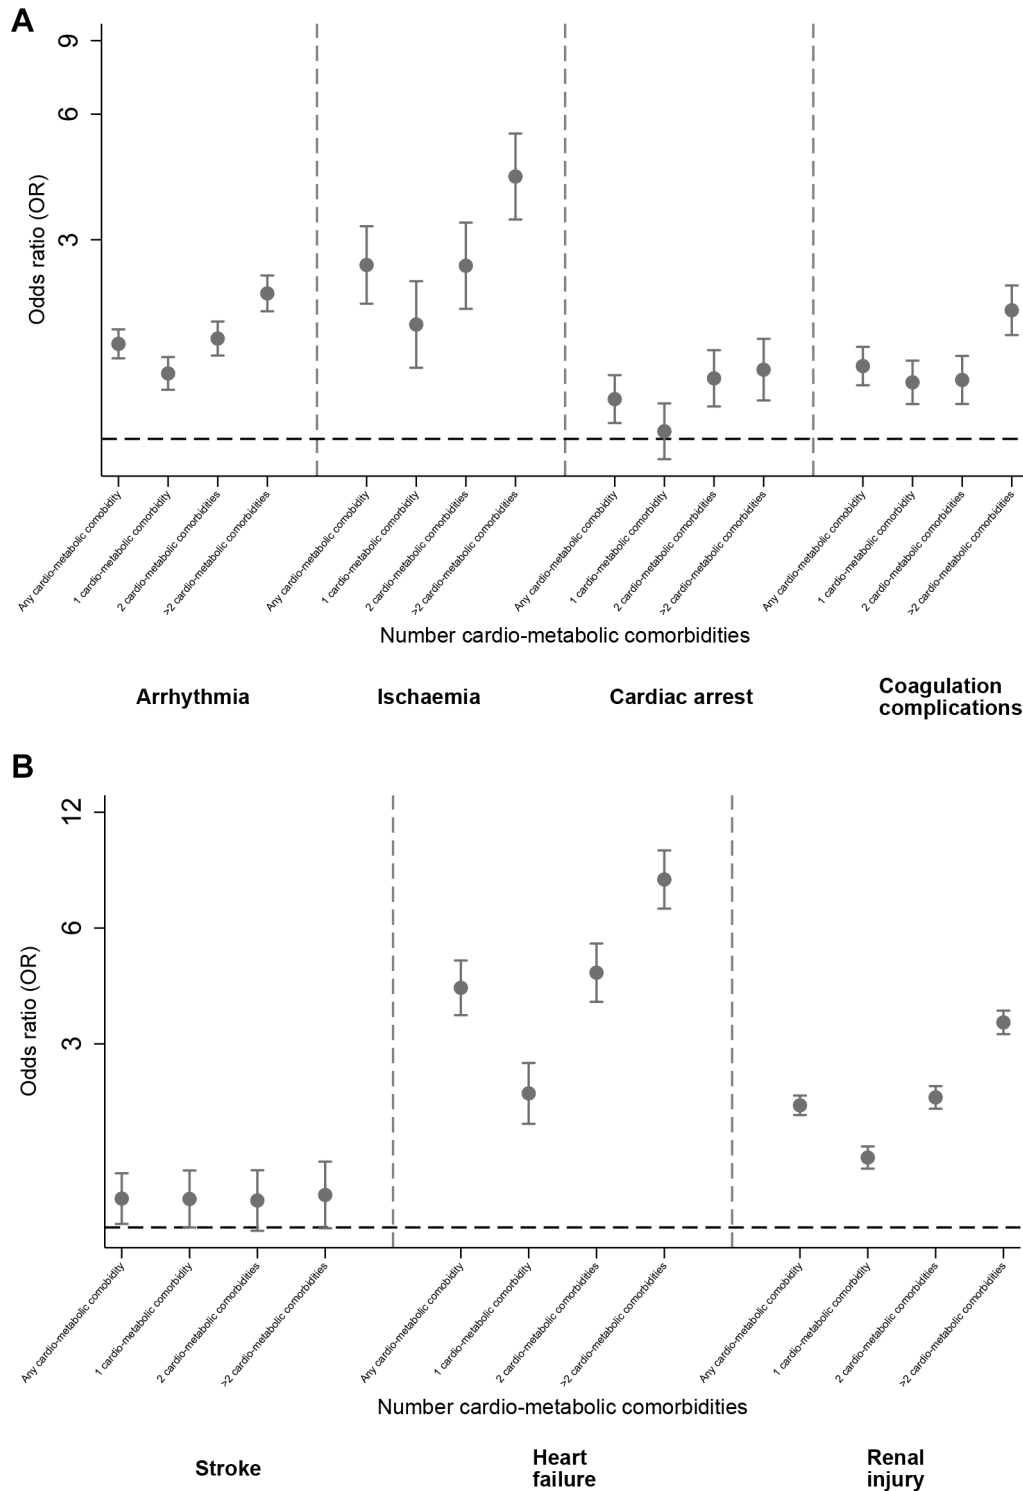 A
9
6
3
Odds ratio (OR)
Any cardio-metabolic comobidity
1 cardio-metabolic comorbidity
2 cardio-metabolic comorbidities
>2 cardio-metabolic comorbidities
Any cardio-metabolic comobidity
1 cardio-metabolic comorbidity
2 cardio-metabolic comorbidities
>2 cardio-metabolic comorbidities
Any cardio-metabolic comobidity
1 cardio-metabolic comorbidity
2 cardio-metabolic comorbidities
>2 cardio-metabolic comorbidities
Any cardio-metabolic comobidity
1 cardio-metabolic comorbidity
2 cardio-metabolic comorbidities
>2 cardio-metabolic comorbidities
Number cardio-metabolic comorbidities
Arrhythmia
Ischaemia
Cardiac arrest
Coagulation
complications
B
12
6
3
Odds ratio (OR)
Any cardio-metabolic comobidity
1 cardio-metabolic comorbidity
2 cardio-metabolic comorbidities
>2 cardio-metabolic comorbidities
Any cardio-metabolic comobidity
1 cardio-metabolic comorbidity
2 cardio-metabolic comorbidities
>2 cardio-metabolic comorbidities
Any cardio-metabolic comobidity
1 cardio-metabolic comorbidity
2 cardio-metabolic comorbidities
>2 cardio-metabolic comorbidities
Number cardio-metabolic comorbidities
Stroke
Heart
failure
Renal
injury